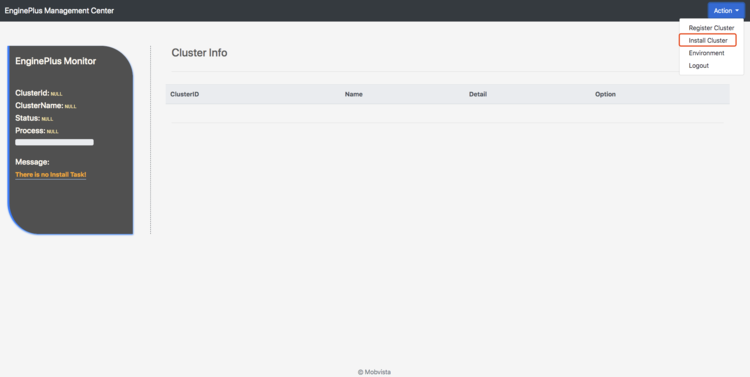 EnginePlus Management Center
Action
Register Cluster
Install Cluster
Environment
Logout
EnginePlus Monitor
ClusterId: NULL
ClusterName: NULL
Status: NULL
Process: NULL
Message:
There is no Install Task!
Cluster Info
ClusterID Name Detail Option
@ Mobvista